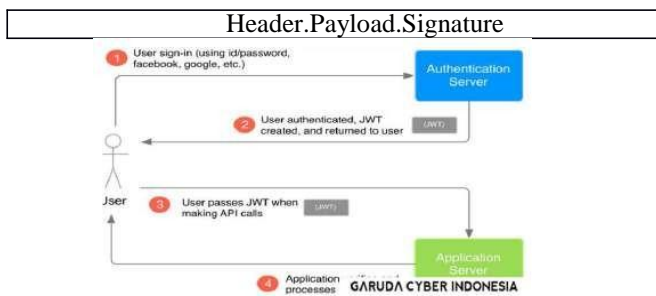 Header.Payload.Signature
1 User sign-in (using id/password,
facebook, google, etc.)
Authentication
Server
2 User authenticated, JWT
created, and returned to user
(JWT)
User
3 User passes JWT when
making API calls
(JWT)
Application
Server
4 Application
processes
GARUDA CYBER INDONESIA